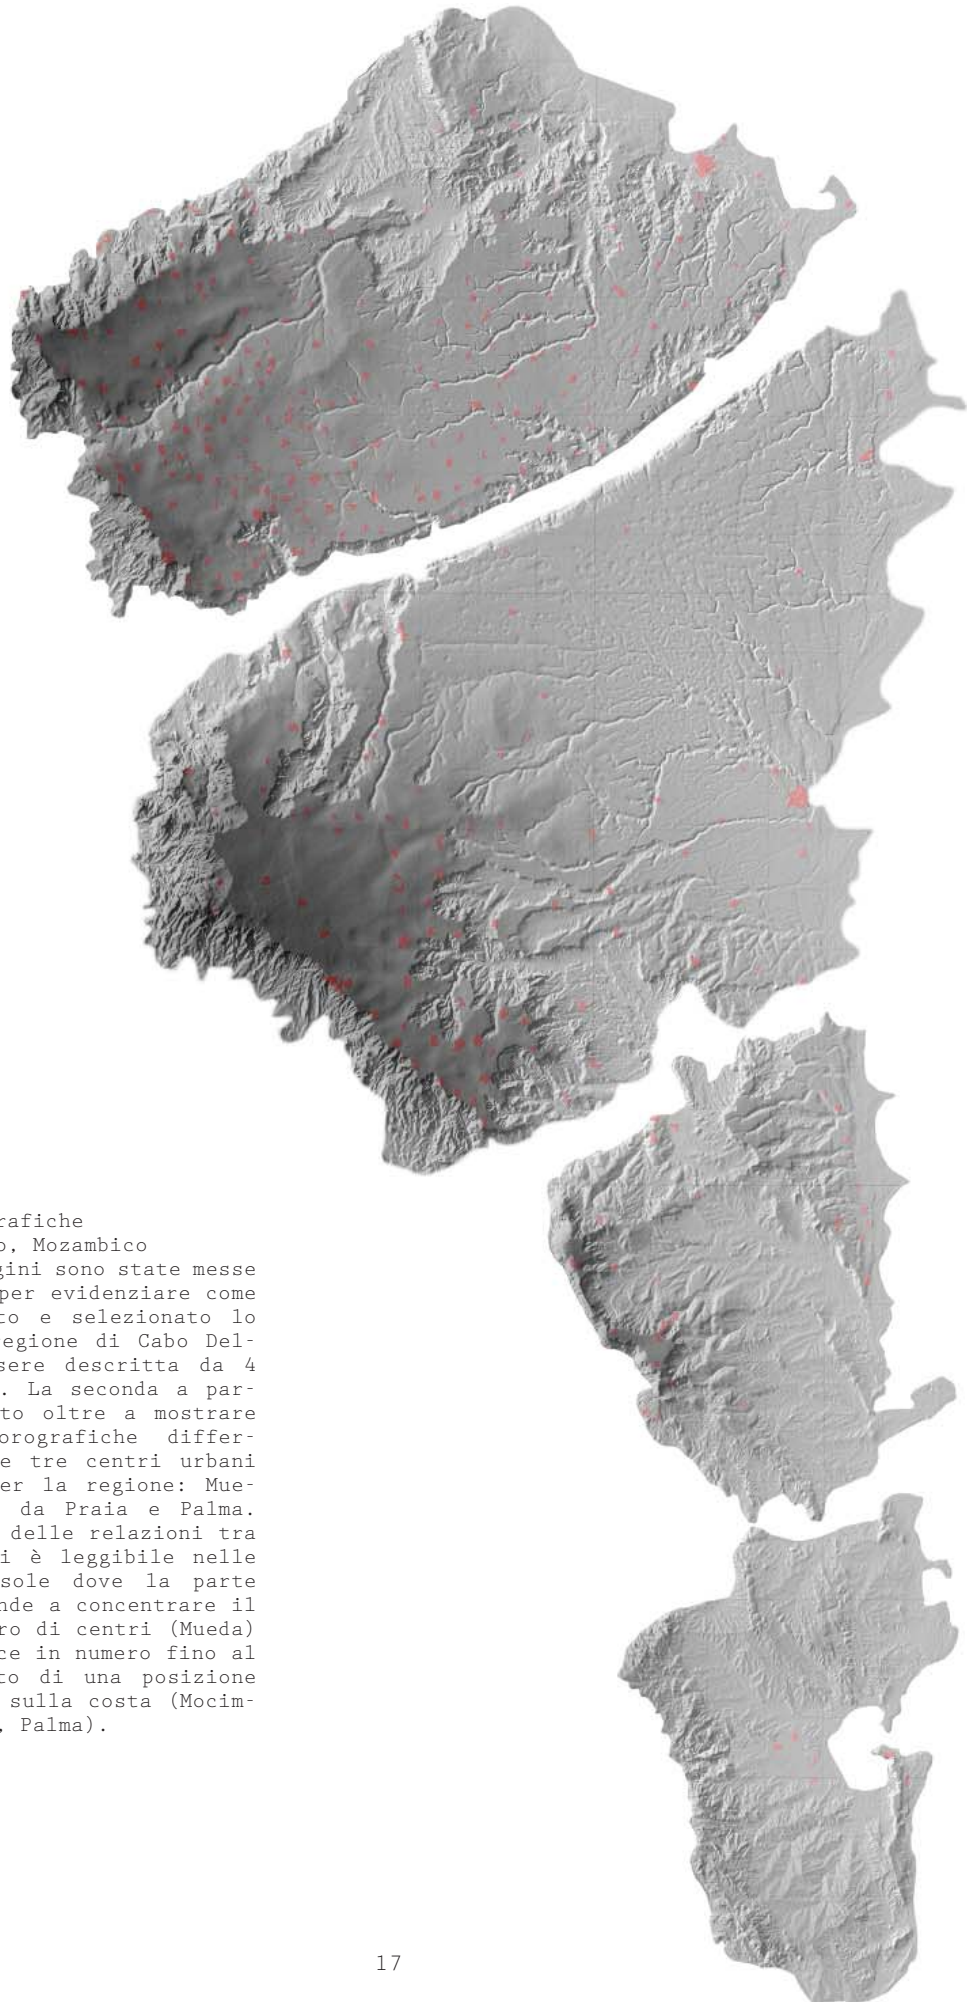 rafiche
o, Mozambico
gini sono state messe
per evidenziare come
to e selezionato lo
regione di Cabo Del-
sere descritta da 4
. La seconda a par-
to oltre a mostrare
orografiche differ-
e tre centri urbani
per la regione: Mue-
da Praia e Palma.
delle relazioni tra
i è leggibile nelle
sole dove la parte
nde a concentrare il
ro di centri (Mueda)
ce in numero fino al
to di una posizione
sulla costa (Mocim-
, Palma).
17